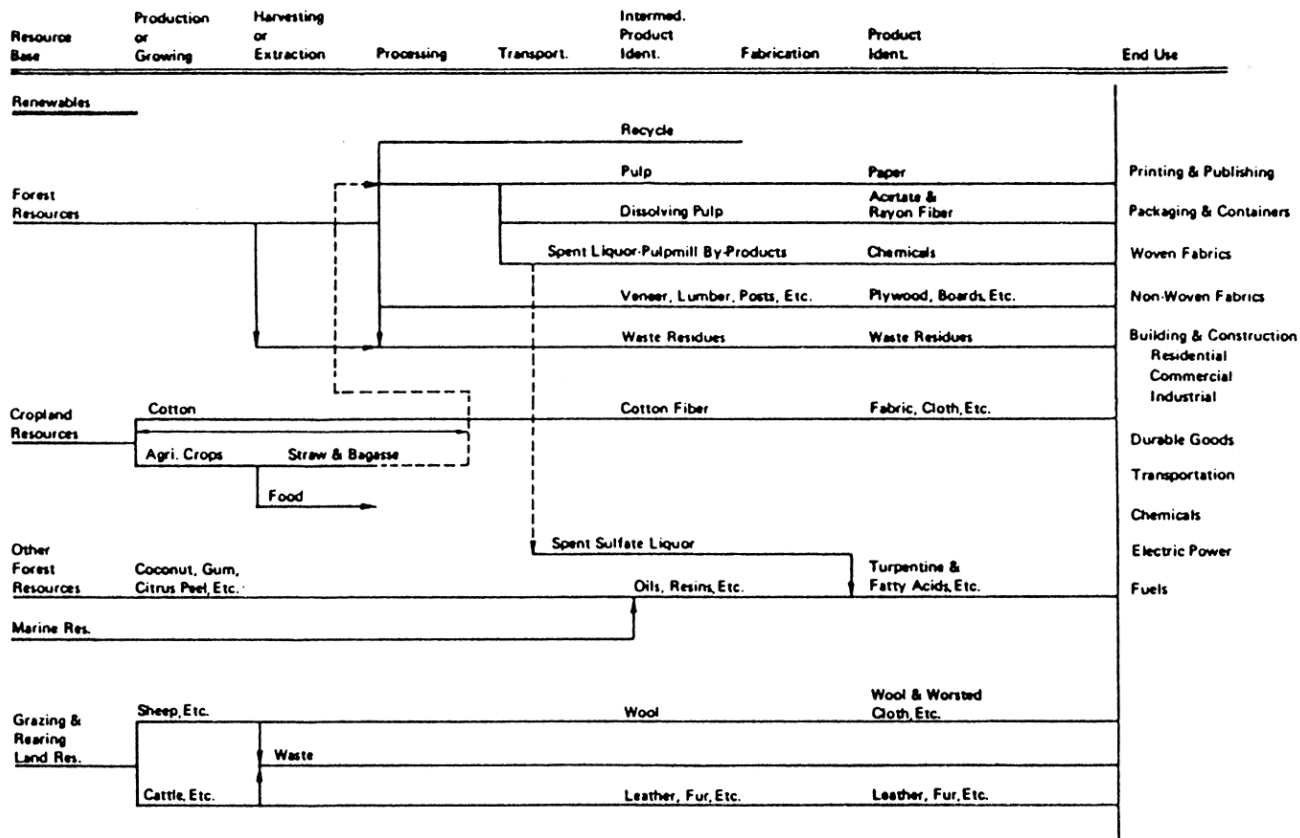 Resource Base
Production or Growing
Harvesting or Extraction
Processing
Transport.
Intermed. Product Ident.
Fabrication
Product Ident.
End Use
Renewables
Recycle
Forest Resources
Pulp
Paper
Printing & Publishing
Dissolving Pulp
Acetate & Rayon Fiber
Packaging & Containers
Spent Liquor-Pulpmill By-Products
Chemicals
Woven Fabrics
Veneer, Lumber, Posts, Etc.
Plywood, Boards, Etc.
Non-Woven Fabrics
Waste Residues
Waste Residues
Building & Construction
Residential
Commercial
Industrial
Cropland Resources
Cotton
Cotton Fiber
Fabric, Cloth, Etc.
Durable Goods
Agri. Crops
Straw & Bagasse
Transportation
Food
Chemicals
Spent Sulfate Liquor
Electric Power
Other Forest Resources
Coconut, Gum, Citrus Peel, Etc.
Oils, Resins, Etc.
Turpentine & Fatty Acids, Etc.
Fuels
Marine Res.
Grazing & Rearing Land Res.
Sheep, Etc.
Wool
Wool & Worsted Cloth, Etc.
Waste
Cattle, Etc.
Leather, Fur, Etc.
Leather, Fur, Etc.